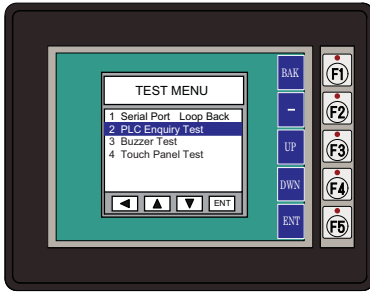 TEST MENU
1 Serial Port Loop Back
2 PLC Enquiry Test
3 Buzzer Test
4 Touch Panel Test
ENT
BAK
–
UP
DWN
ENT
F1
F2
F3
F4
F5